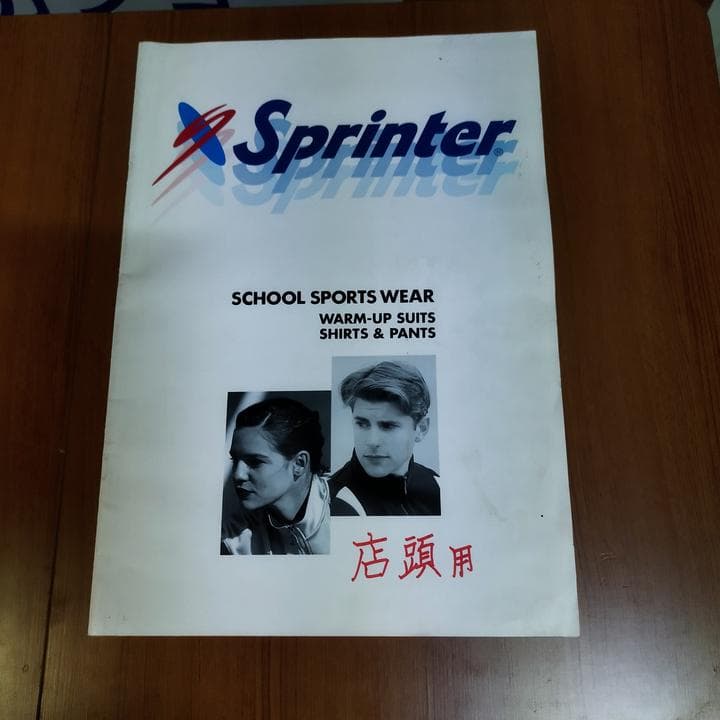 Sprinter®
SCHOOL SPORTS WEAR
WARM-UP SUITS
SHIRTS & PANTS
店頭用